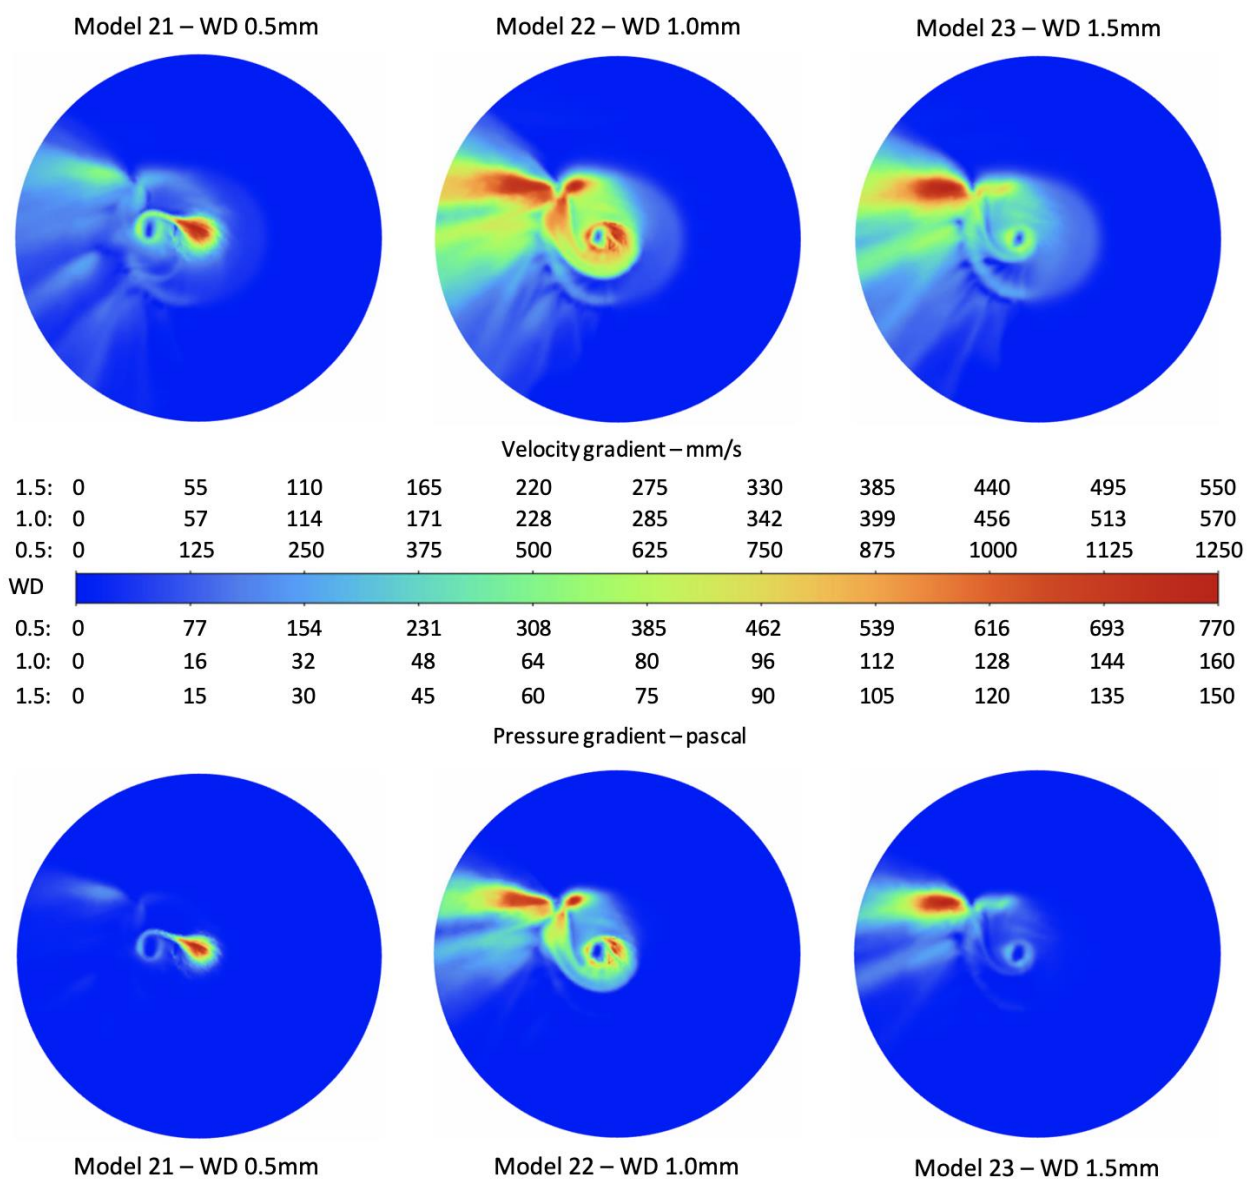 Model 21 – WD 0.5mm Model 22 – WD 1.0mm Model 23 – WD 1.5mm
Velocity gradient – mm/s
1.5: 0 55 110 165 220 275 330 385 440 495 550
1.0: 0 57 114 171 228 285 342 399 456 513 570
0.5: 0 125 250 375 500 625 750 875 1000 1125 1250
WD
0.5: 0 77 154 231 308 385 462 539 616 693 770
1.0: 0 16 32 48 64 80 96 112 128 144 160
1.5: 0 15 30 45 60 75 90 105 120 135 150
Pressure gradient – pascal
Model 21 – WD 0.5mm Model 22 – WD 1.0mm Model 23 – WD 1.5mm